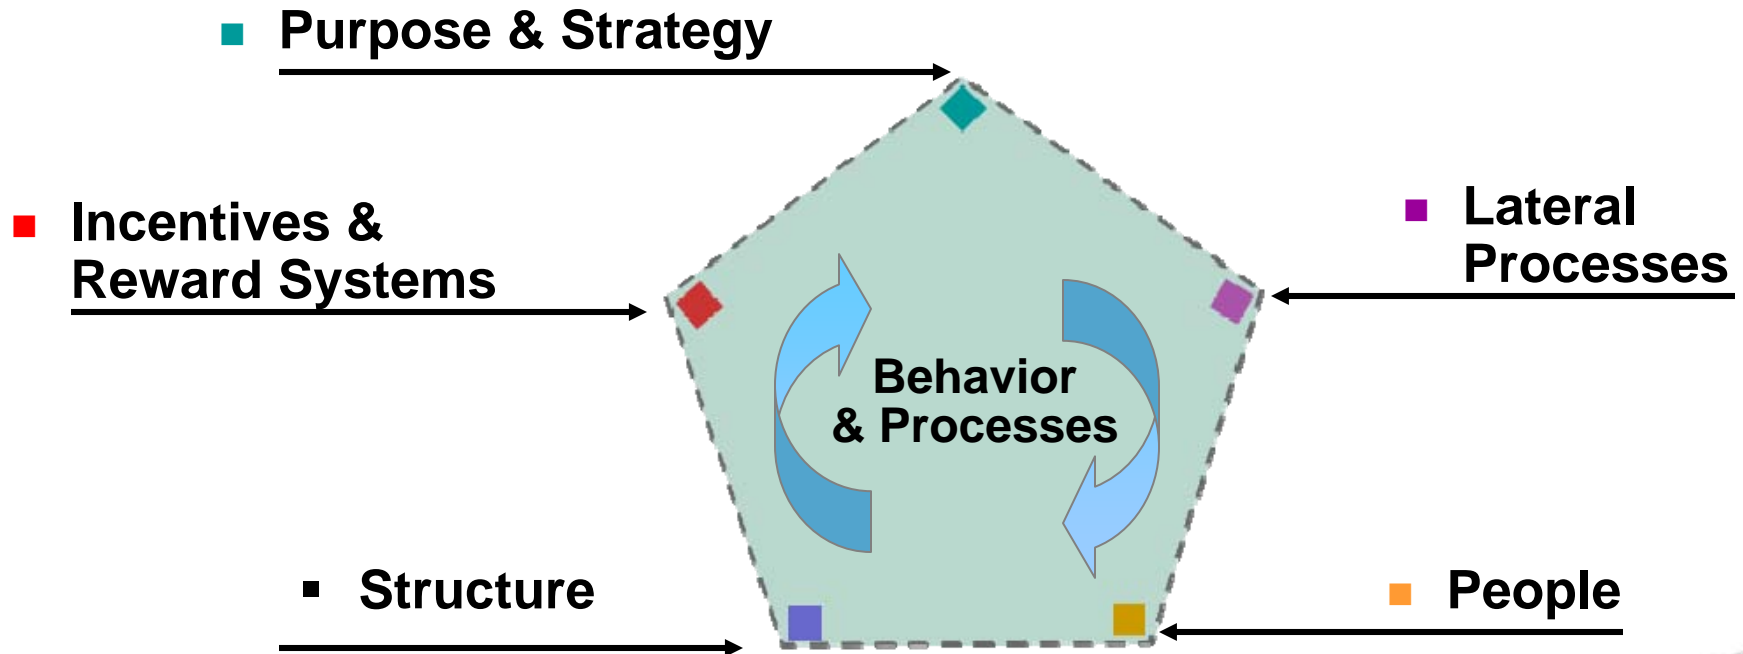 Purpose & Strategy
Incentives &
Reward Systems
Lateral
Processes
Behavior
& Processes
Structure
People